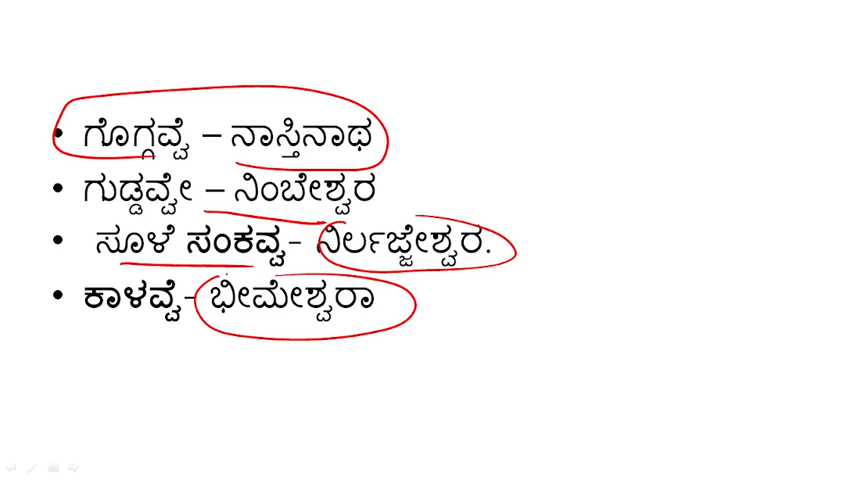 • ಗೊಗ್ಗವ್ವೆ – ನಾಸ್ತಿನಾಥ
• ಗುಡ್ಡವ್ವೇ – ನಿಂಬೇಶ್ವರ
• ಸೂಳೆ ಸಂಕವ್ವ- ನಿರ್ಲಜ್ಜೇಶ್ವರ.
• ಕಾಳವ್ವೆ- ಭೀಮೇಶ್ವರಾ